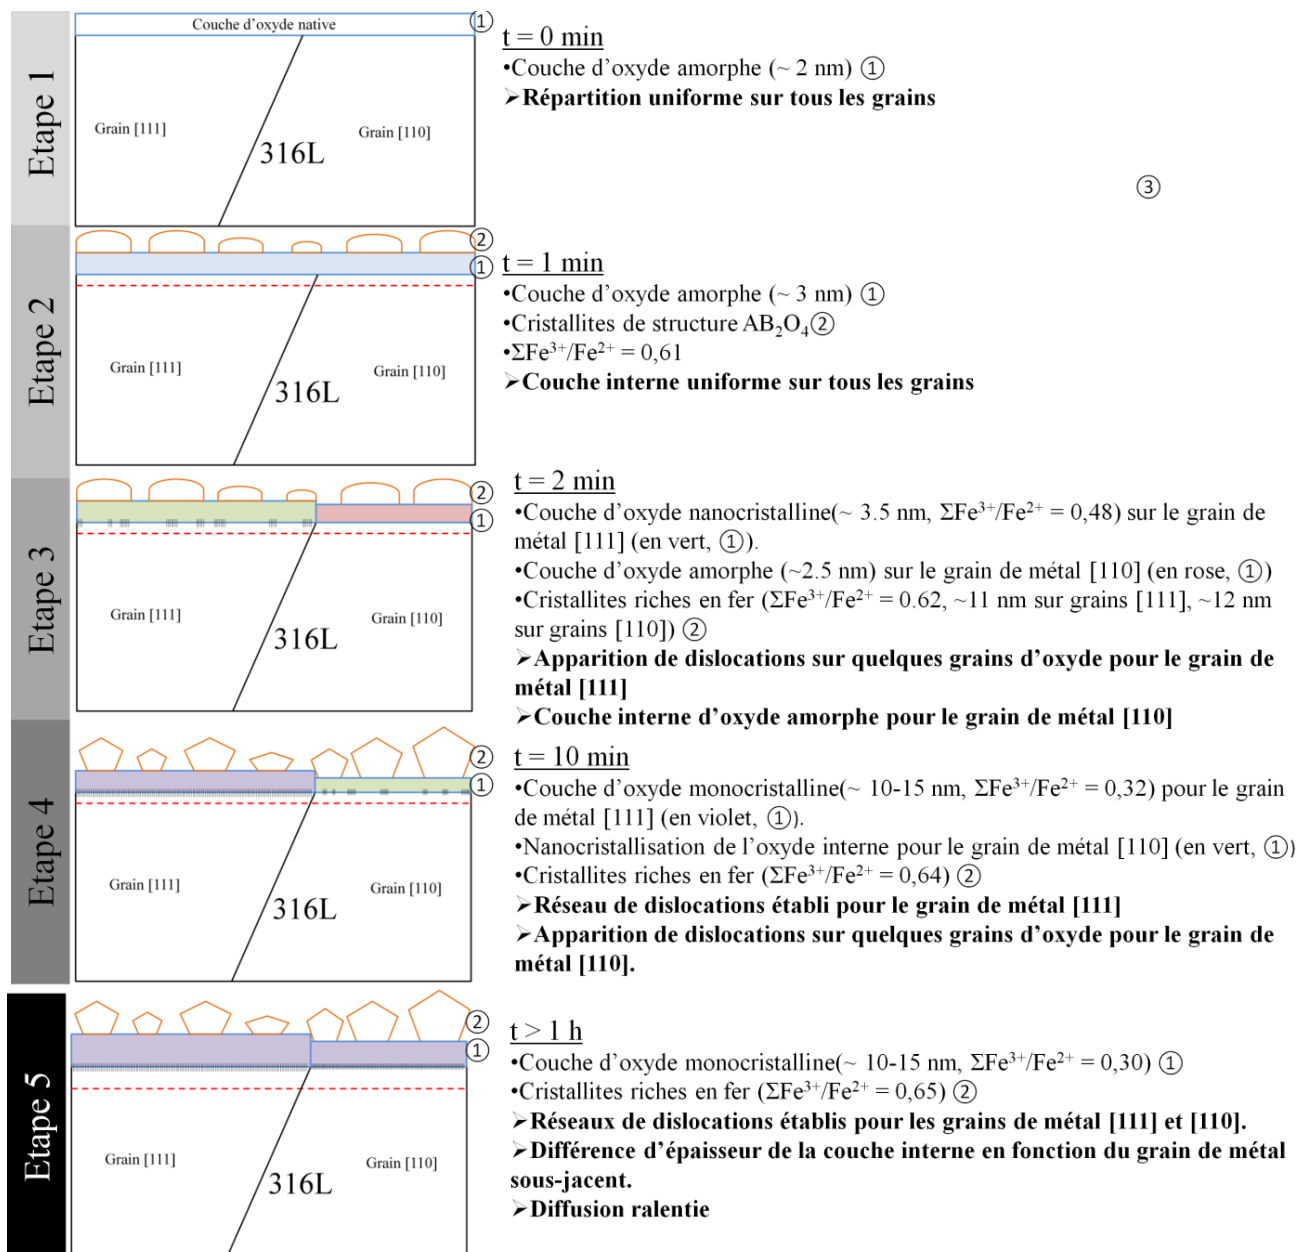 Etape 1
Couche d'oxyde native
①
Grain [111]
Grain [110]
316L
t = 0 min
•Couche d'oxyde amorphe (~ 2 nm) ①
➢Répartition uniforme sur tous les grains
③
Etape 2
②
①
Grain [111]
Grain [110]
316L
t = 1 min
•Couche d'oxyde amorphe (~ 3 nm) ①
•Cristallites de structure AB₂O₄②
•ΣFe³⁺/Fe²⁺ = 0,61
➢Couche interne uniforme sur tous les grains
Etape 3
②
①
Grain [111]
Grain [110]
316L
t = 2 min
•Couche d'oxyde nanocristalline(~ 3.5 nm, ΣFe³⁺/Fe²⁺ = 0,48) sur le grain de
métal [111] (en vert, ①).
•Couche d'oxyde amorphe (~2.5 nm) sur le grain de métal [110] (en rose, ①)
•Cristallites riches en fer (ΣFe³⁺/Fe²⁺ = 0.62, ~11 nm sur grains [111], ~12 nm
sur grains [110]) ②
➢Apparition de dislocations sur quelques grains d'oxyde pour le grain de
métal [111]
➢Couche interne d'oxyde amorphe pour le grain de métal [110]
Etape 4
②
①
Grain [111]
Grain [110]
316L
t = 10 min
•Couche d'oxyde monocristalline(~ 10-15 nm, ΣFe³⁺/Fe²⁺ = 0,32) pour le grain
de métal [111] (en violet, ①).
•Nanocristallisation de l'oxyde interne pour le grain de métal [110] (en vert, ①)
•Cristallites riches en fer (ΣFe³⁺/Fe²⁺ = 0,64) ②
➢Réseau de dislocations établi pour le grain de métal [111]
➢Apparition de dislocations sur quelques grains d'oxyde pour le grain de
métal [110].
Etape 5
②
①
Grain [111]
Grain [110]
316L
t > 1 h
•Couche d'oxyde monocristalline(~ 10-15 nm, ΣFe³⁺/Fe²⁺ = 0,30) ①
•Cristallites riches en fer (ΣFe³⁺/Fe²⁺ = 0,65) ②
➢Réseaux de dislocations établis pour les grains de métal [111] et [110].
➢Différence d'épaisseur de la couche interne en fonction du grain de métal
sous-jacent.
➢Diffusion ralentie